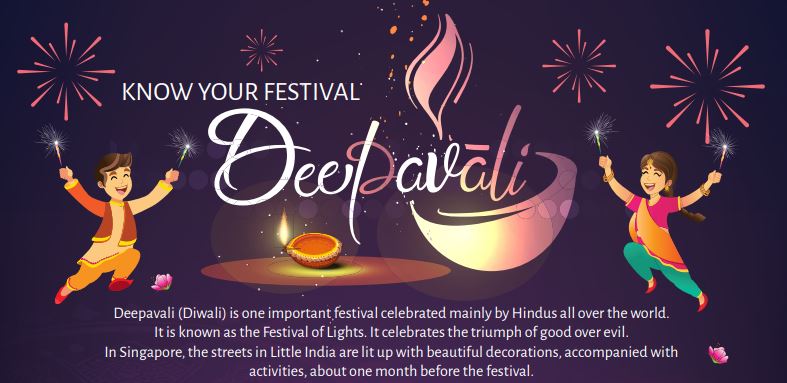 KNOW YOUR FESTIVAL
Deepavāli
Deepavali (Diwali) is one important festival celebrated mainly by Hindus all over the world.
It is known as the Festival of Lights. It celebrates the triumph of good over evil.
In Singapore, the streets in Little India are lit up with beautiful decorations, accompanied with
activities, about one month before the festival.